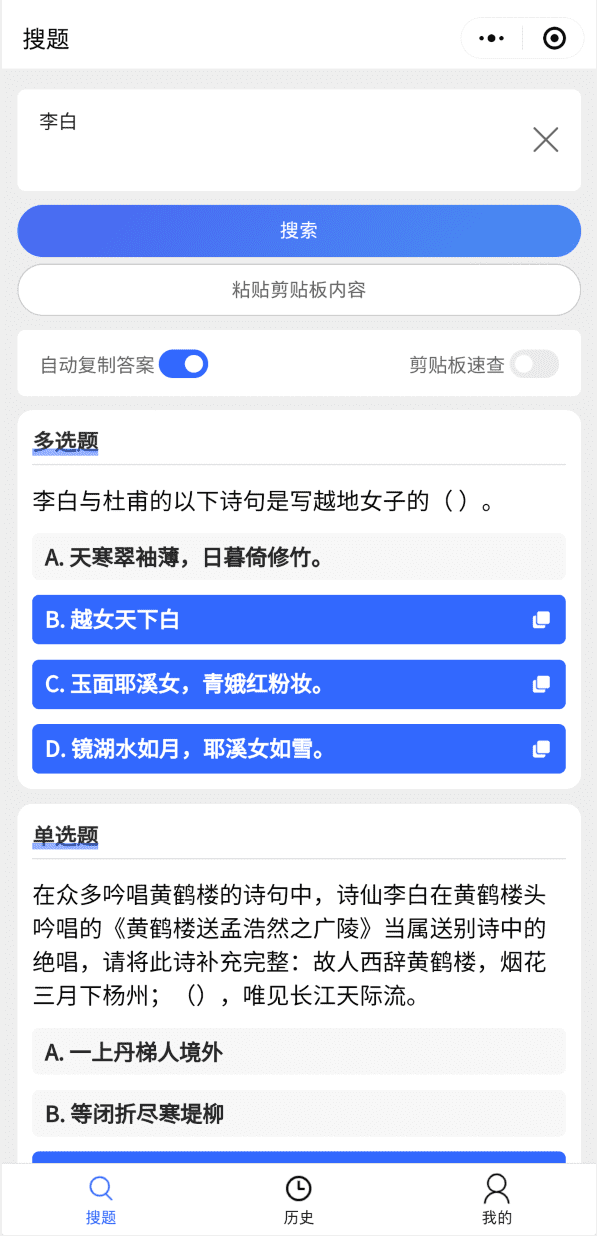 搜题
李白
搜索
粘贴剪贴板内容
自动复制答案
剪贴板速查
多选题
李白与杜甫的以下诗句是写越地女子的（ ）。
A. 天寒翠袖薄，日暮倚修竹。
B. 越女天下白
C. 玉面耶溪女，青娥红粉妆。
D. 镜湖水如月，耶溪女如雪。
单选题
在众多吟唱黄鹤楼的诗句中，诗仙李白在黄鹤楼头
吟唱的《黄鹤楼送孟浩然之广陵》当属送别诗中的
绝唱，请将此诗补充完整：故人西辞黄鹤楼，烟花
三月下杨州；（），唯见长江天际流。
A. 一上丹梯人境外
B. 等闭折尽寒堤柳
搜题
历史
我的